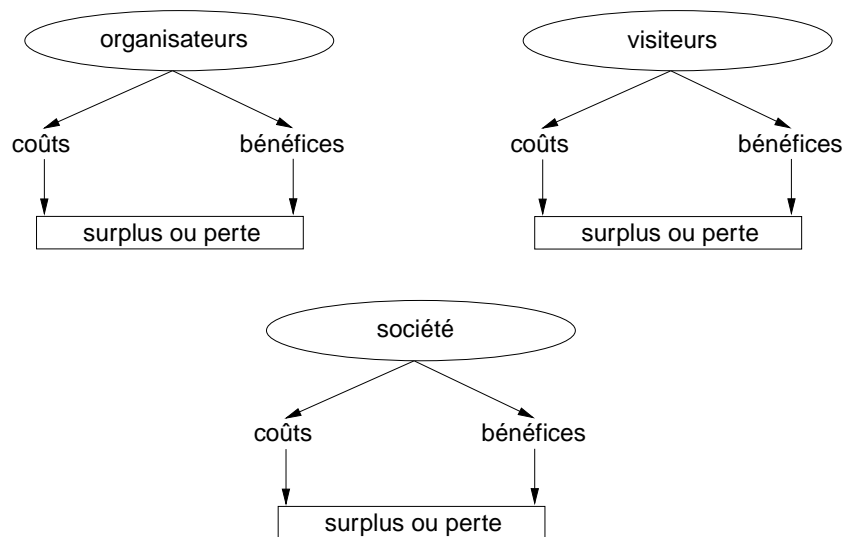 organisateurs
visiteurs
coûts
bénéfices
coûts
bénéfices
surplus ou perte
surplus ou perte
société
coûts
bénéfices
surplus ou perte